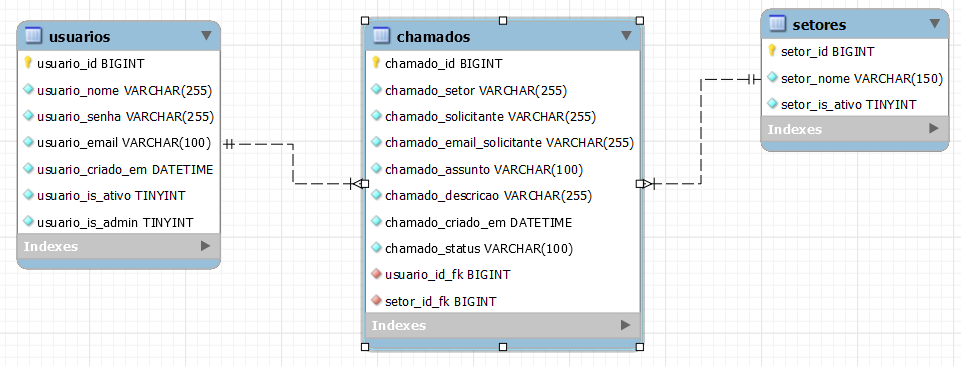 usuarios
usuario_id BIGINT
usuario_nome VARCHAR(255)
usuario_senha VARCHAR(255)
usuario_email VARCHAR(100)
usuario_criado_em DATETIME
usuario_is_ativo TINYINT
usuario_is_admin TINYINT
Indexes
chamados
chamado_id BIGINT
chamado_setor VARCHAR(255)
chamado_solicitante VARCHAR(255)
chamado_email_solicitante VARCHAR(255)
chamado_assunto VARCHAR(100)
chamado_descricao VARCHAR(255)
chamado_criado_em DATETIME
chamado_status VARCHAR(100)
usuario_id_fk BIGINT
setor_id_fk BIGINT
Indexes
setores
setor_id BIGINT
setor_nome VARCHAR(150)
setor_is_ativo TINYINT
Indexes